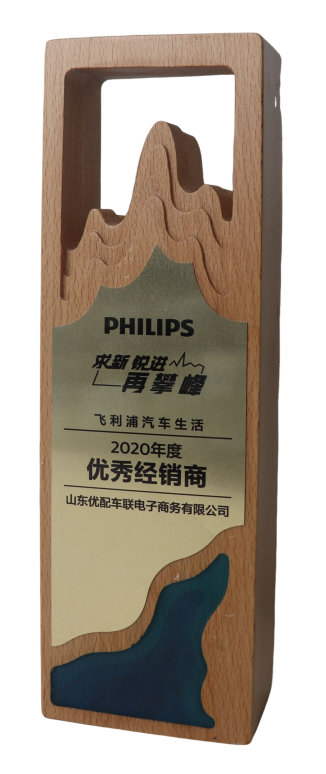 PHILIPS
求新 锐进
再攀峰
飞利浦汽车生活
2020年度
优秀经销商
山东优配车联电子商务有限公司